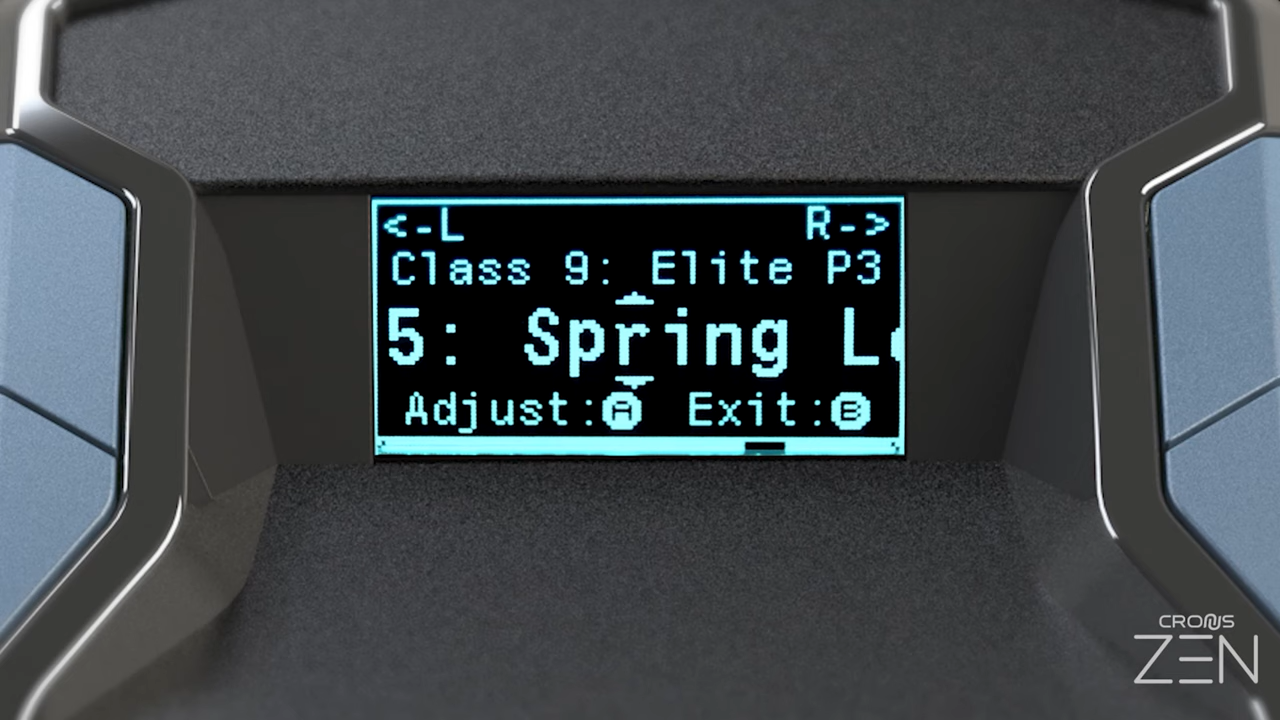 <-L R->
Class 9: Elite P3
5: Spring
Adjust:Ⓐ Exit:Ⓑ
CRONUS
ZEN